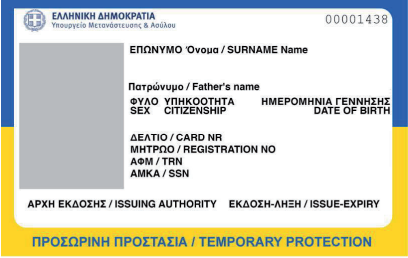 ΕΛΛΗΝΙΚΗ ΔΗΜΟΚΡΑΤΙΑ
Υπουργείο Μετανάστευσης & Ασύλου
00001438
ΕΠΩΝΥΜΟ Όνομα / SURNAME Name
Πατρώνυμο / Father's name
ΦΥΛΟ ΥΠΗΚΟΟΤΗΤΑ ΗΜΕΡΟΜΗΝΙΑ ΓΕΝΝΗΣΗΣ
SEX CITIZENSHIP DATE OF BIRTH
ΔΕΛΤΙΟ / CARD NR
ΜΗΤΡΩΟ / REGISTRATION NO
ΑΦΜ / TRN
ΑΜΚΑ / SSN
ΑΡΧΗ ΕΚΔΟΣΗΣ / ISSUING AUTHORITY ΕΚΔΟΣΗ-ΛΗΞΗ / ISSUE-EXPIRY
ΠΡΟΣΩΡΙΝΗ ΠΡΟΣΤΑΣΙΑ / TEMPORARY PROTECTION